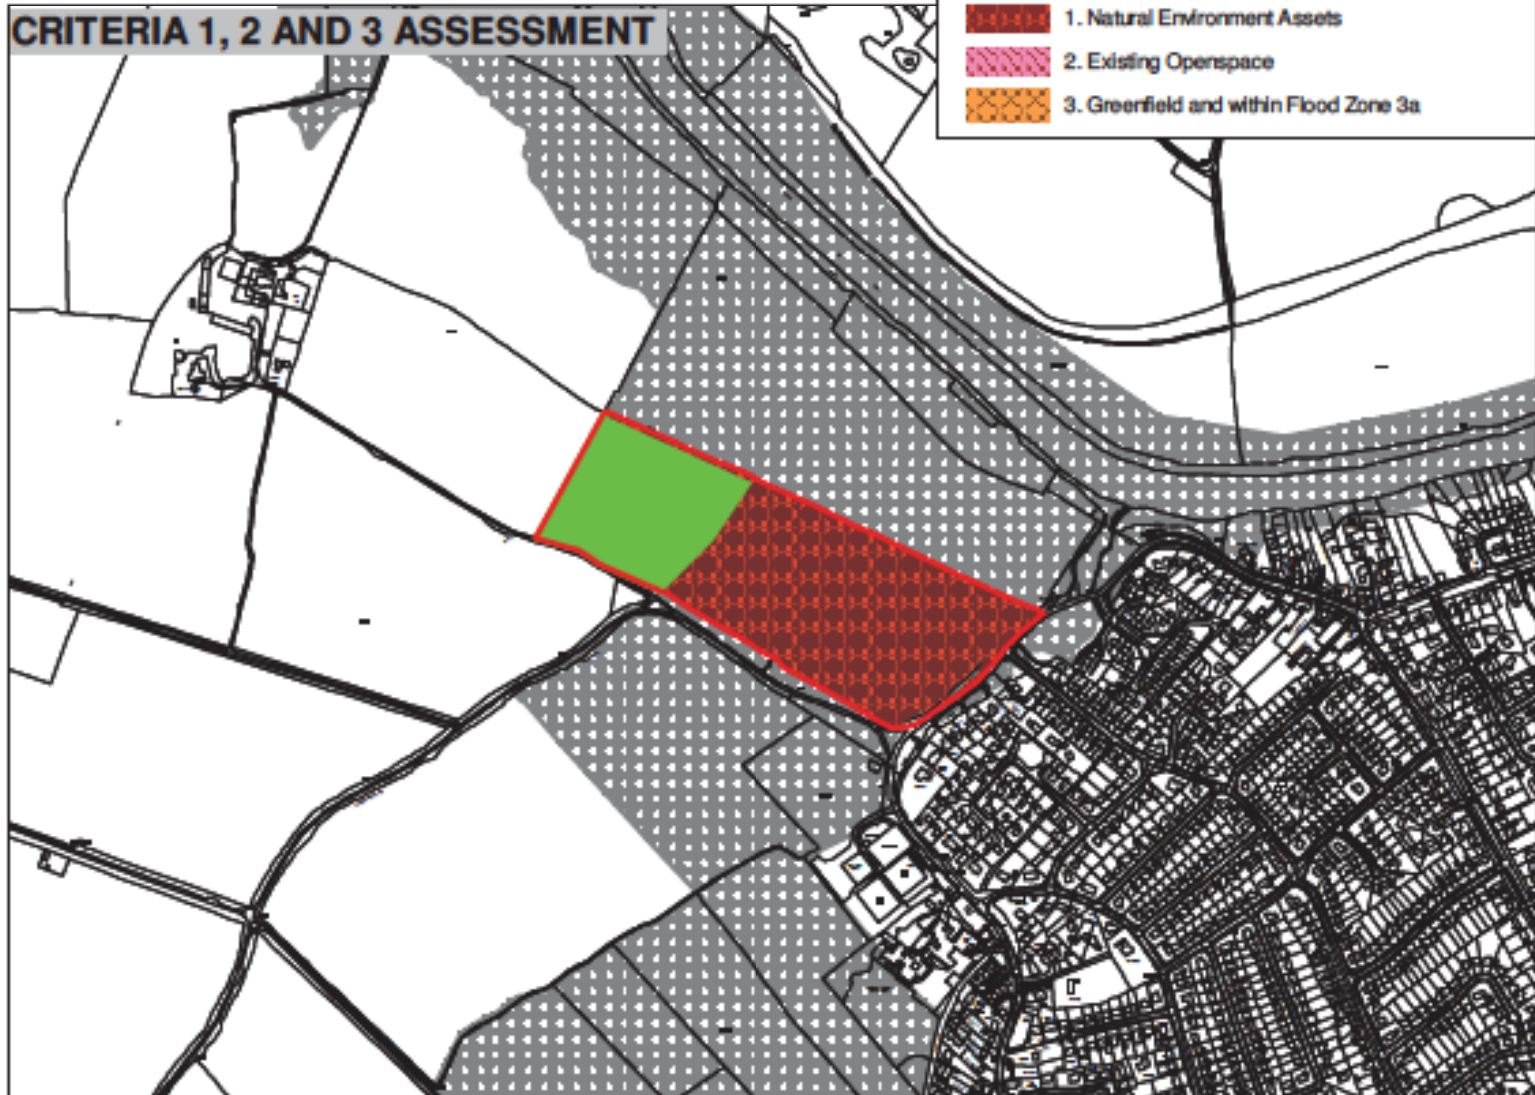 CRITERIA 1, 2 AND 3 ASSESSMENT
1. Natural Environment Assets
2. Existing Openspace
3. Greenfield and within Flood Zone 3a